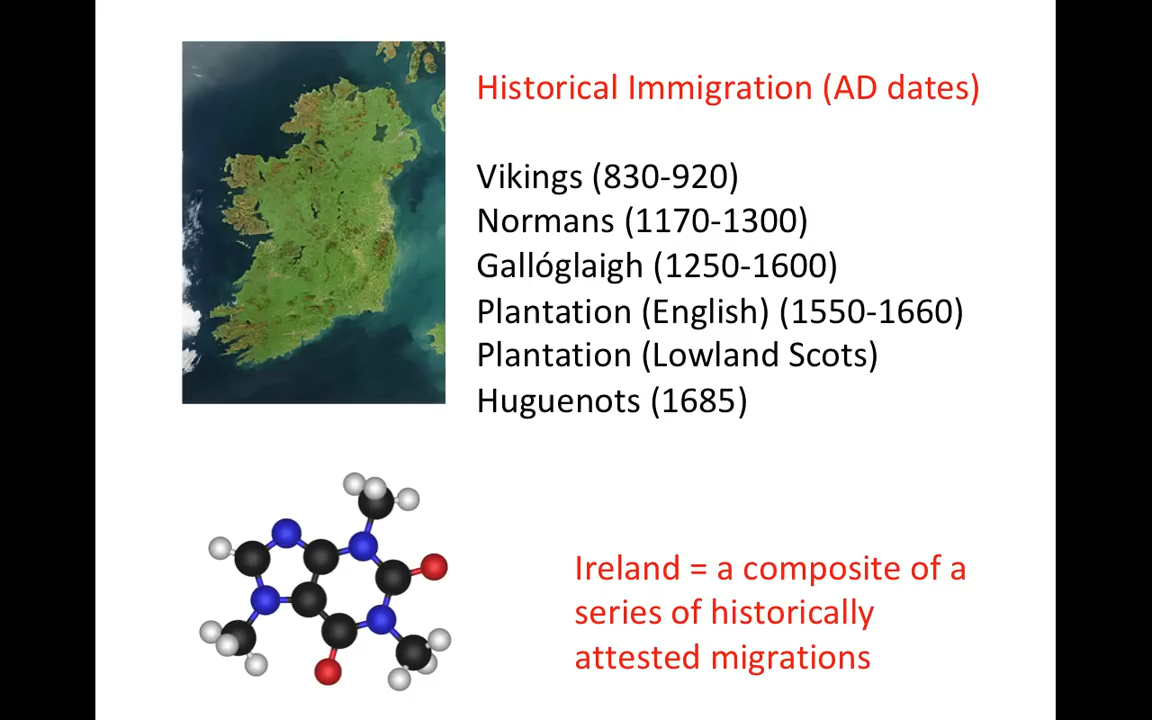 Historical Immigration (AD dates)
Vikings (830-920)
Normans (1170-1300)
Gallóglaigh (1250-1600)
Plantation (English) (1550-1660)
Plantation (Lowland Scots)
Huguenots (1685)
Ireland = a composite of a
series of historically
attested migrations